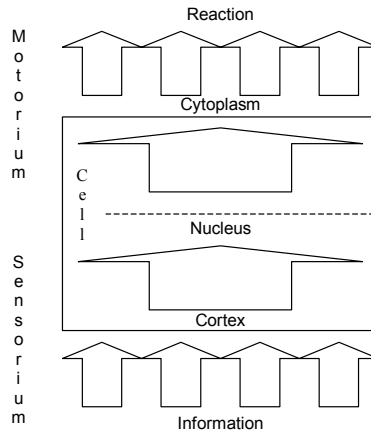 Reaction
Motorium
Cytoplasm
Cell
Nucleus
Sensorium
Cortex
Information